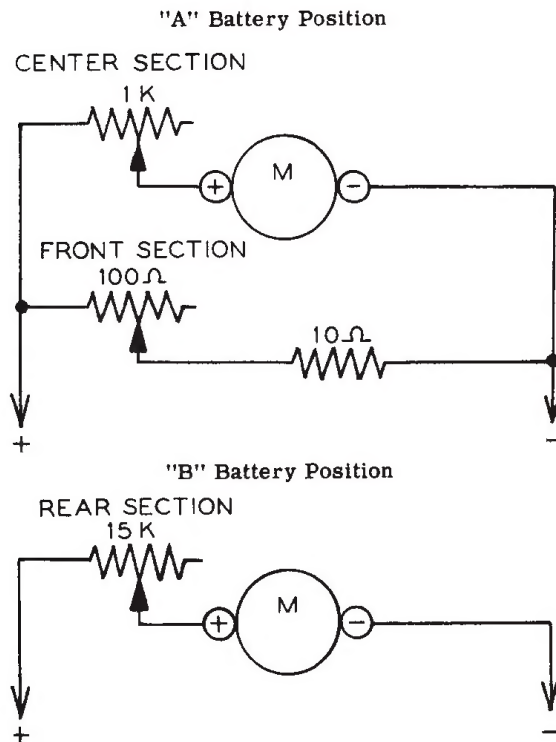 "A" Battery Position
CENTER SECTION
1 K
M
+
−
FRONT SECTION
100Ω
10Ω
+
−
"B" Battery Position
REAR SECTION
15 K
M
+
−
+
−